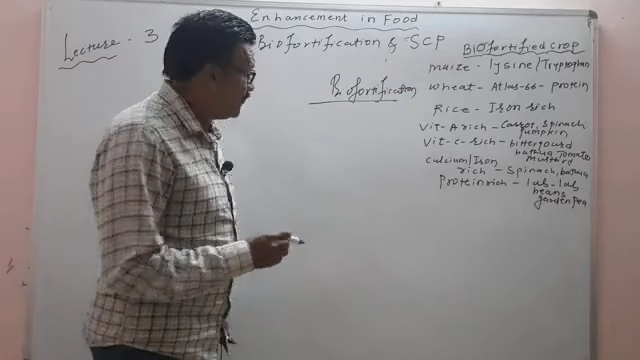 Enhancement in Food
Lecture - 3
Biofortification & SCP
Biofortification
Biofortified crop
maize - lysine/Tryptophan
wheat - Atlas-66 - protein
Rice - Iron rich
Vit-A rich - Carrot, Spinach
Pumpkin
Vit-C-rich - bittergourd
bathua Tomato
Mustard
Calcium/Iron
rich - Spinach, bathua
Protein rich - lab-lab
beans
garden Pea